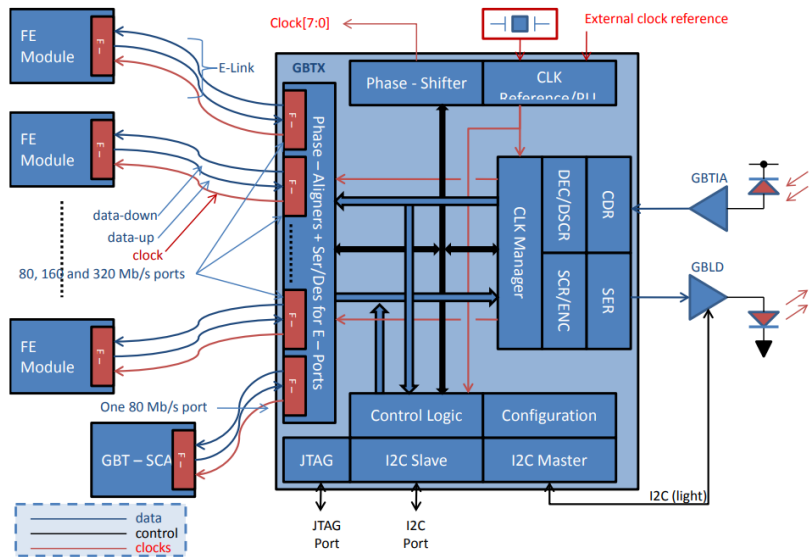 Clock[7:0]
External clock reference
FE
Module
F –
E-Link
GBTX
Phase - Shifter
CLK
Reference/PLL
F –
FE
Module
F –
F –
Phase – Aligners + Ser/Des for E – Ports
CLK Manager
DEC/DSCR
CDR
GBTIA
data-down
data-up
clock
80, 160 and 320 Mb/s ports
SCR/ENC
SER
GBLD
F –
FE
Module
F –
F –
One 80 Mb/s port
Control Logic
Configuration
GBT – SCA
F –
JTAG
I2C Slave
I2C Master
I2C (light)
JTAG
Port
I2C
Port
data
control
clocks